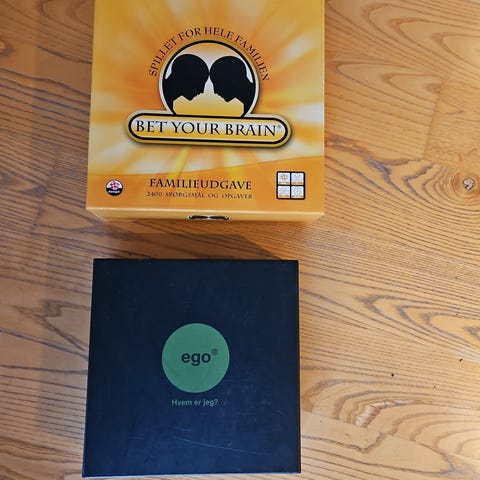 SPILLET FOR HELE FAMILIEN
BET YOUR BRAIN®
FAMILIEUDGAVE
2400 SPØRGSMÅL OG OPGAVER
ego®
Hvem er jeg?